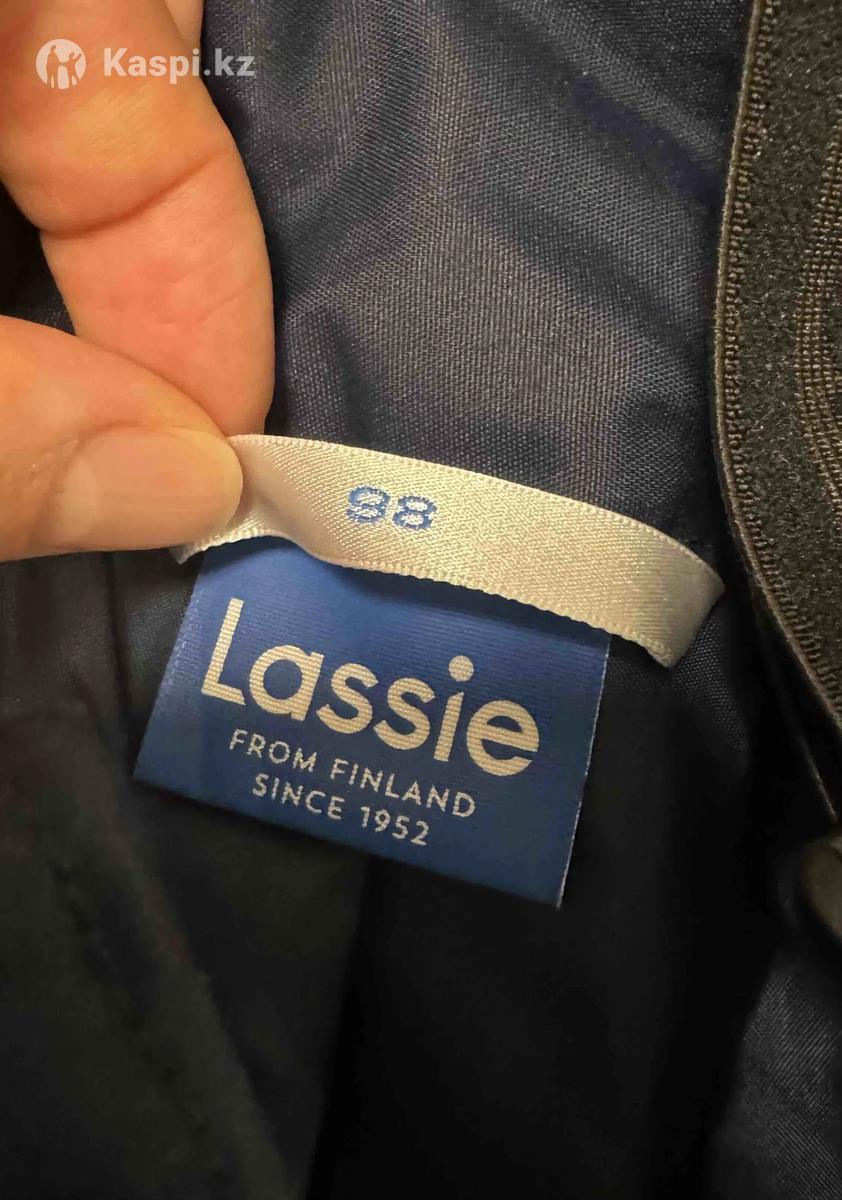 Kaspi.kz
98
Lassie
FROM FINLAND
SINCE 1952